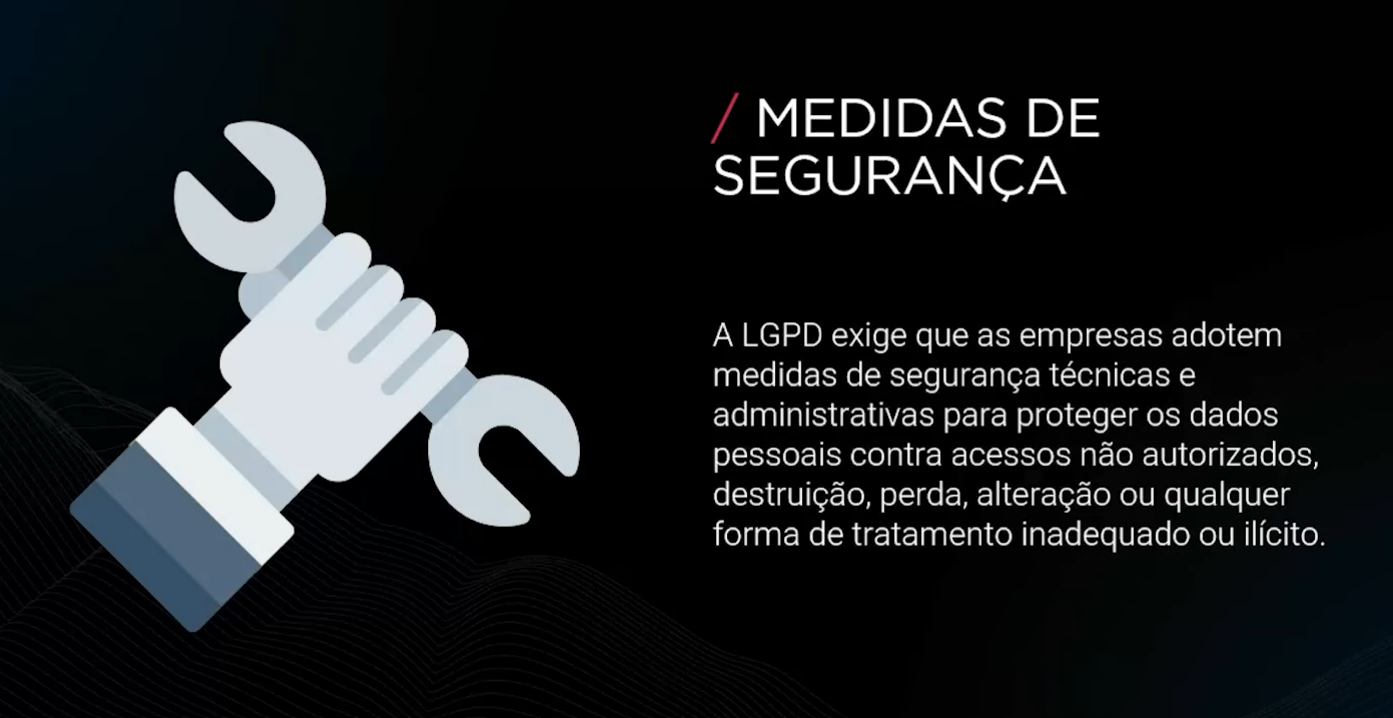 / MEDIDAS DE
SEGURANÇA
A LGPD exige que as empresas adotem
medidas de segurança técnicas e
administrativas para proteger os dados
pessoais contra acessos não autorizados,
destruição, perda, alteração ou qualquer
forma de tratamento inadequado ou ilícito.